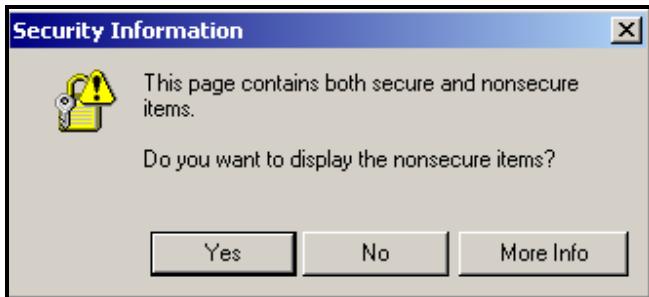 Security Information
This page contains both secure and nonsecure
items.
Do you want to display the nonsecure items?
Yes No More Info